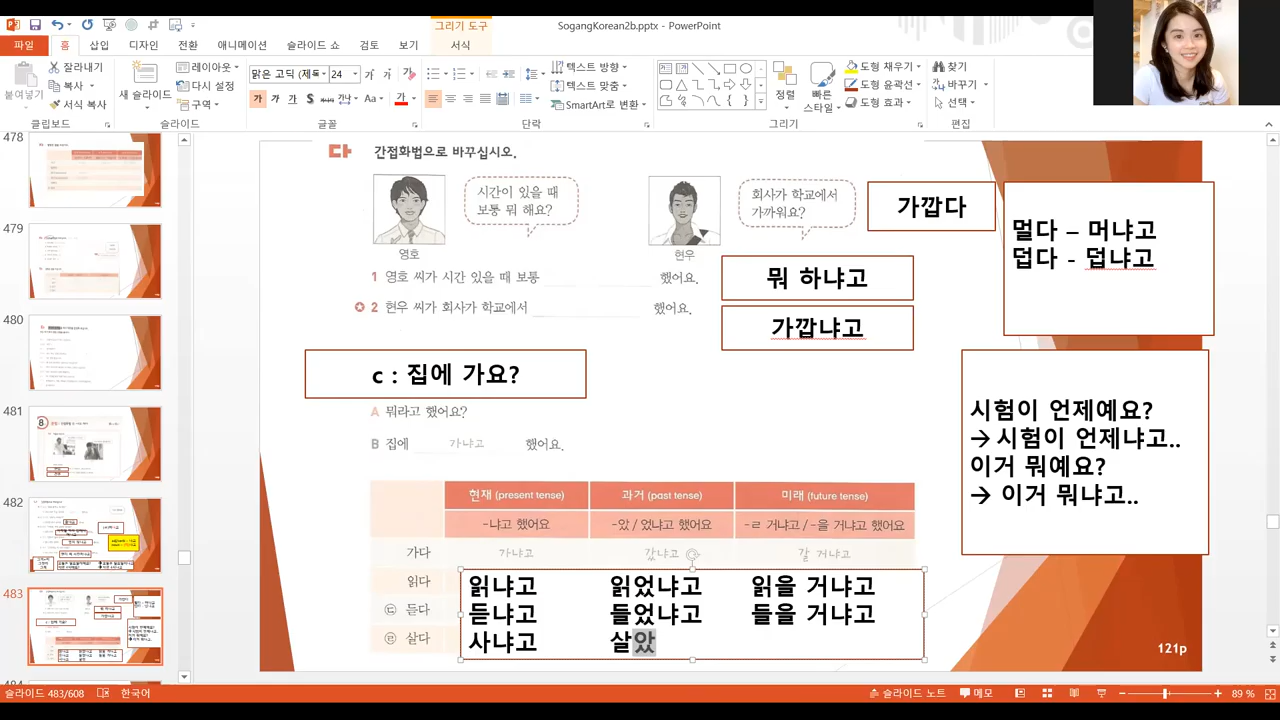 그리기 도구
SogangKorean2b.pptx - PowerPoint
파일 홈 삽입 디자인 전환 애니메이션 슬라이드 쇼 검토 보기 서식
붙여넣기
잘라내기
복사
서식 복사
클립보드
새 슬라이드
레이아웃
다시 설정
구역
슬라이드
맑은 고딕 (제목 24
가 가 가 S 가나 가나 Aa 가
글꼴
텍스트 방향
텍스트 맞춤
SmartArt로 변환
단락
정렬
빠른 스타일
도형 채우기
도형 윤곽선
도형 효과
그리기
찾기
바꾸기
선택
편집
478
479
480
481
482
483
다 간접화법으로 바꾸십시오.
시간이 있을 때
보통 뭐 해요?
영호
회사가 학교에서
가까워요?
현우
가깝다
멀다 – 머냐고
덥다 - 덥냐고
1 영호 씨가 시간 있을 때 보통 했어요.
뭐 하냐고
2 현우 씨가 회사가 학교에서 했어요.
가깝냐고
c : 집에 가요?
A 뭐라고 했어요?
B 집에 가냐고 했어요.
시험이 언제예요?
→ 시험이 언제냐고..
이거 뭐예요?
→ 이거 뭐냐고..
현재 (present tense) 과거 (past tense) 미래 (future tense)
-냐고 했어요 -았 / 었냐고 했어요 거냐고 / -을 거냐고 했어요
가다 가냐고 갔냐고 갈 거냐고
읽다 읽냐고 읽었냐고 읽을 거냐고
ㄷ 듣다 듣냐고 들었냐고 들을 거냐고
ㄹ 살다 사냐고 살았
121p
슬라이드 483/608 한국어 슬라이드 노트 메모 89 %